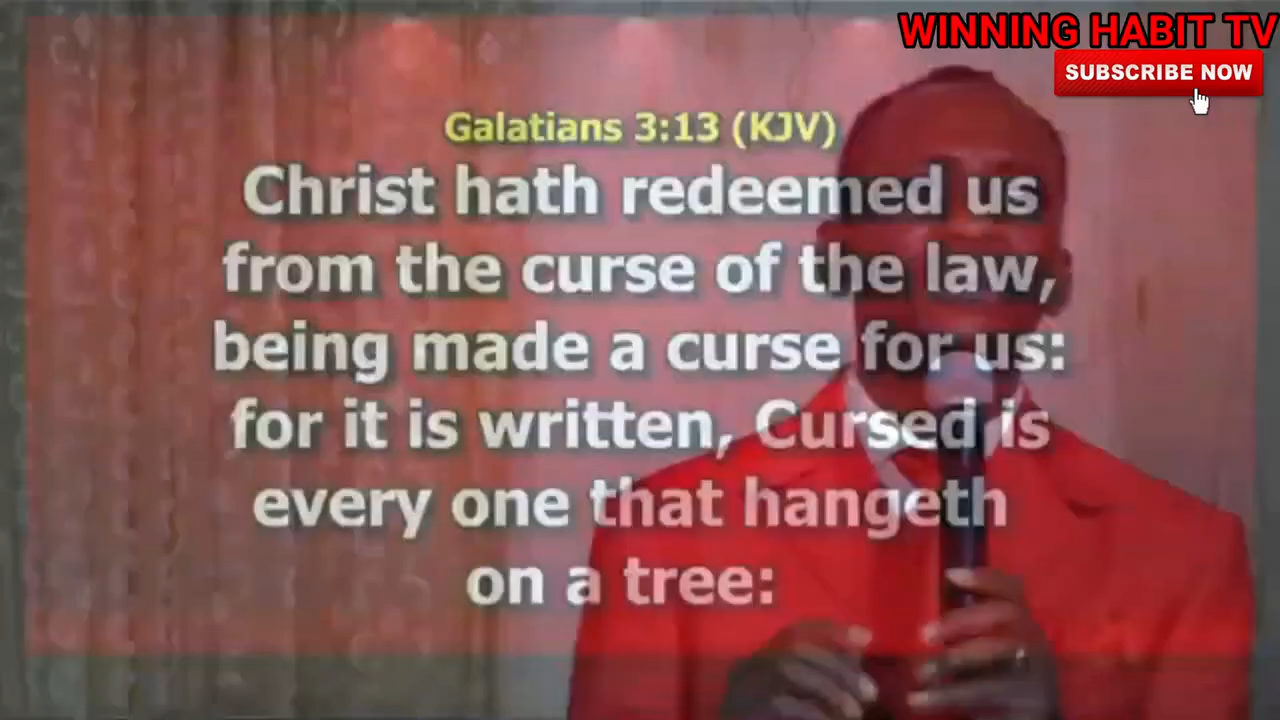 WINNING HABIT TV
SUBSCRIBE NOW
Galatians 3:13 (KJV)
Christ hath redeemed us
from the curse of the law,
being made a curse for us:
for it is written, Cursed is
every one that hangeth
on a tree: